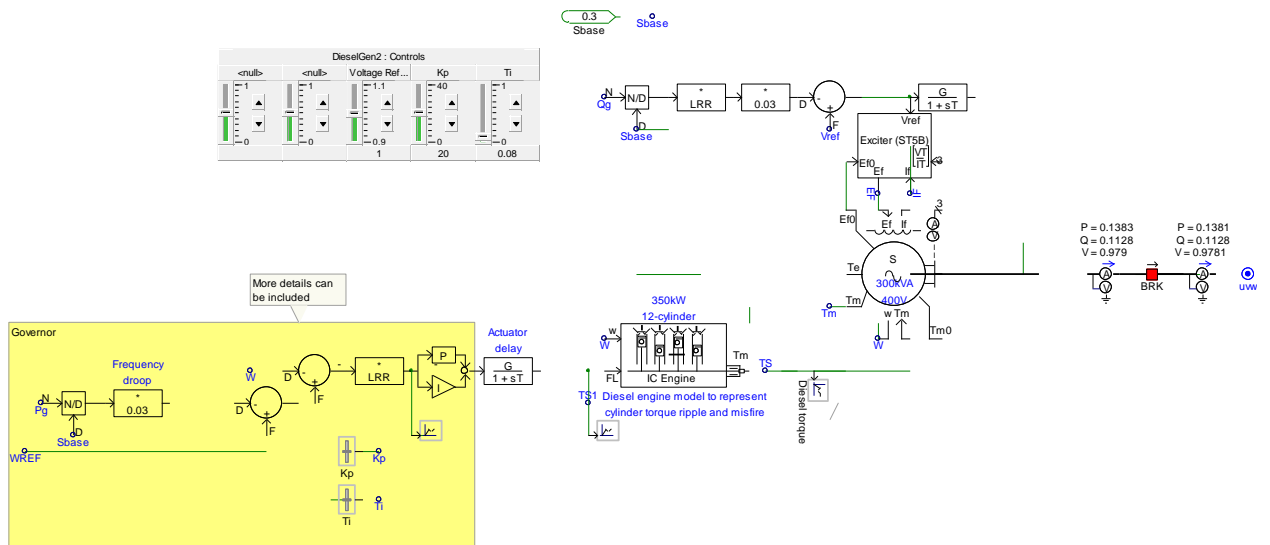 0.3
Sbase
Sbase
DieselGen2 : Controls
<null>
<null>
Voltage Ref...
Kp
Ti
1
1
1.1
40
1
0
0
0.9
0
0
1
20
0.08
N
Qg
N/D
D
Sbase
*
LRR
*
0.03
D
-
+
F
Vref
G
1 + sT
Vref
Exciter (ST5B)
VT
IT
3
Ef0
Ef
If
EF
IF
3
Ef0
Ef
If
A
V
S
300kVA
400V
Te
Tm
Tm
w
Tm
Tm0
W
P = 0.1383
Q = 0.1128
V = 0.979
P = 0.1381
Q = 0.1128
V = 0.9781
A
V
BRK
A
V
uvw
More details can
be included
Governor
Frequency
droop
N
Pg
N/D
D
Sbase
*
0.03
W
D
-
+
F
D
-
+
F
*
LRR
P
I
Actuator
delay
G
1 + sT
WREF
Kp
Kp
Ti
Ti
350kW
12-cylinder
w
W
FL
IC Engine
Tm
TS
TS1
Diesel engine model to represent
cylinder torque ripple and misfire
Diesel torque